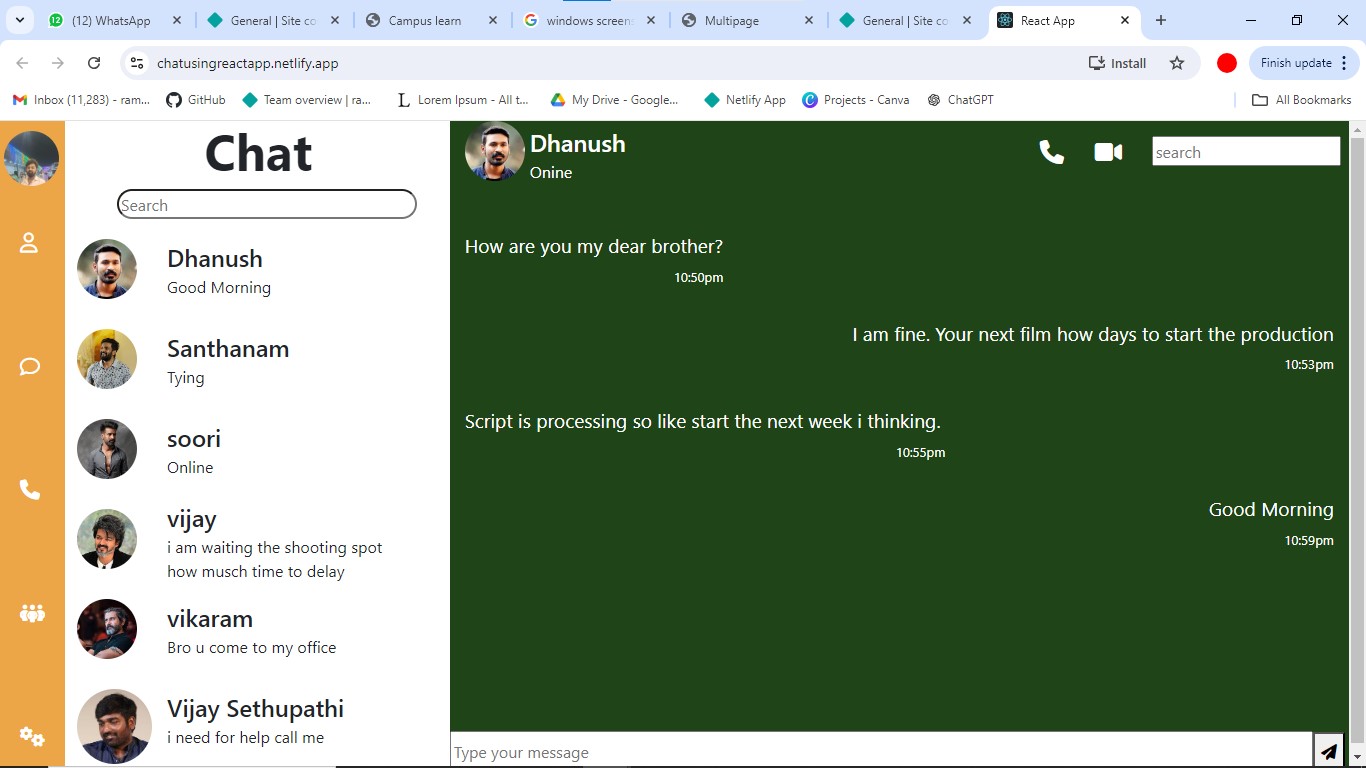 (12) WhatsApp
General | Site co
Campus learn
windows screens
Multipage
General | Site co
React App
chatusingreactapp.netlify.app
Install
Finish update
Inbox (11,283) - ram...
GitHub
Team overview | ra...
Lorem Ipsum - All t...
My Drive - Google...
Netlify App
Projects - Canva
ChatGPT
All Bookmarks
Chat
Search
Dhanush
Good Morning
Santhanam
Tying
soori
Online
vijay
i am waiting the shooting spot
how musch time to delay
vikaram
Bro u come to my office
Vijay Sethupathi
i need for help call me
Dhanush
Onine
search
How are you my dear brother?
10:50pm
I am fine. Your next film how days to start the production
10:53pm
Script is processing so like start the next week i thinking.
10:55pm
Good Morning
10:59pm
Type your message